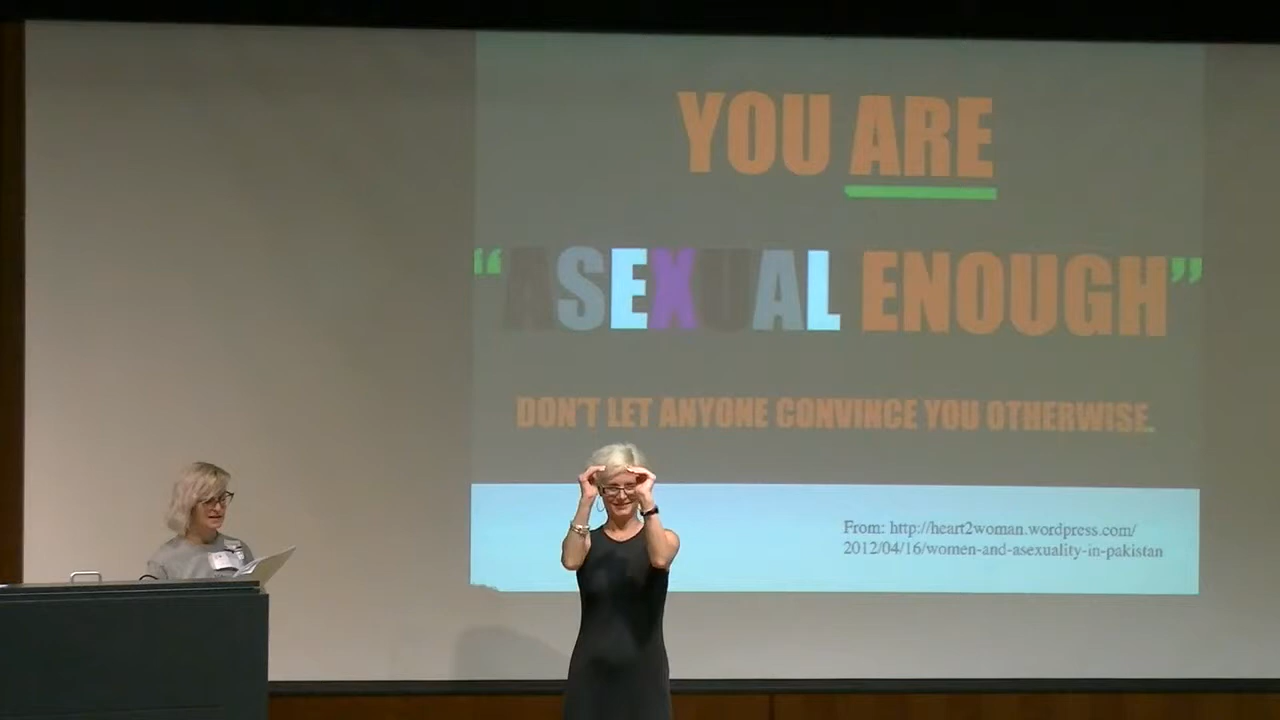 YOU ARE
“ASEXUAL ENOUGH”
DON'T LET ANYONE CONVINCE YOU OTHERWISE.
From: http://heart2woman.wordpress.com/
2012/04/16/women-and-asexuality-in-pakistan